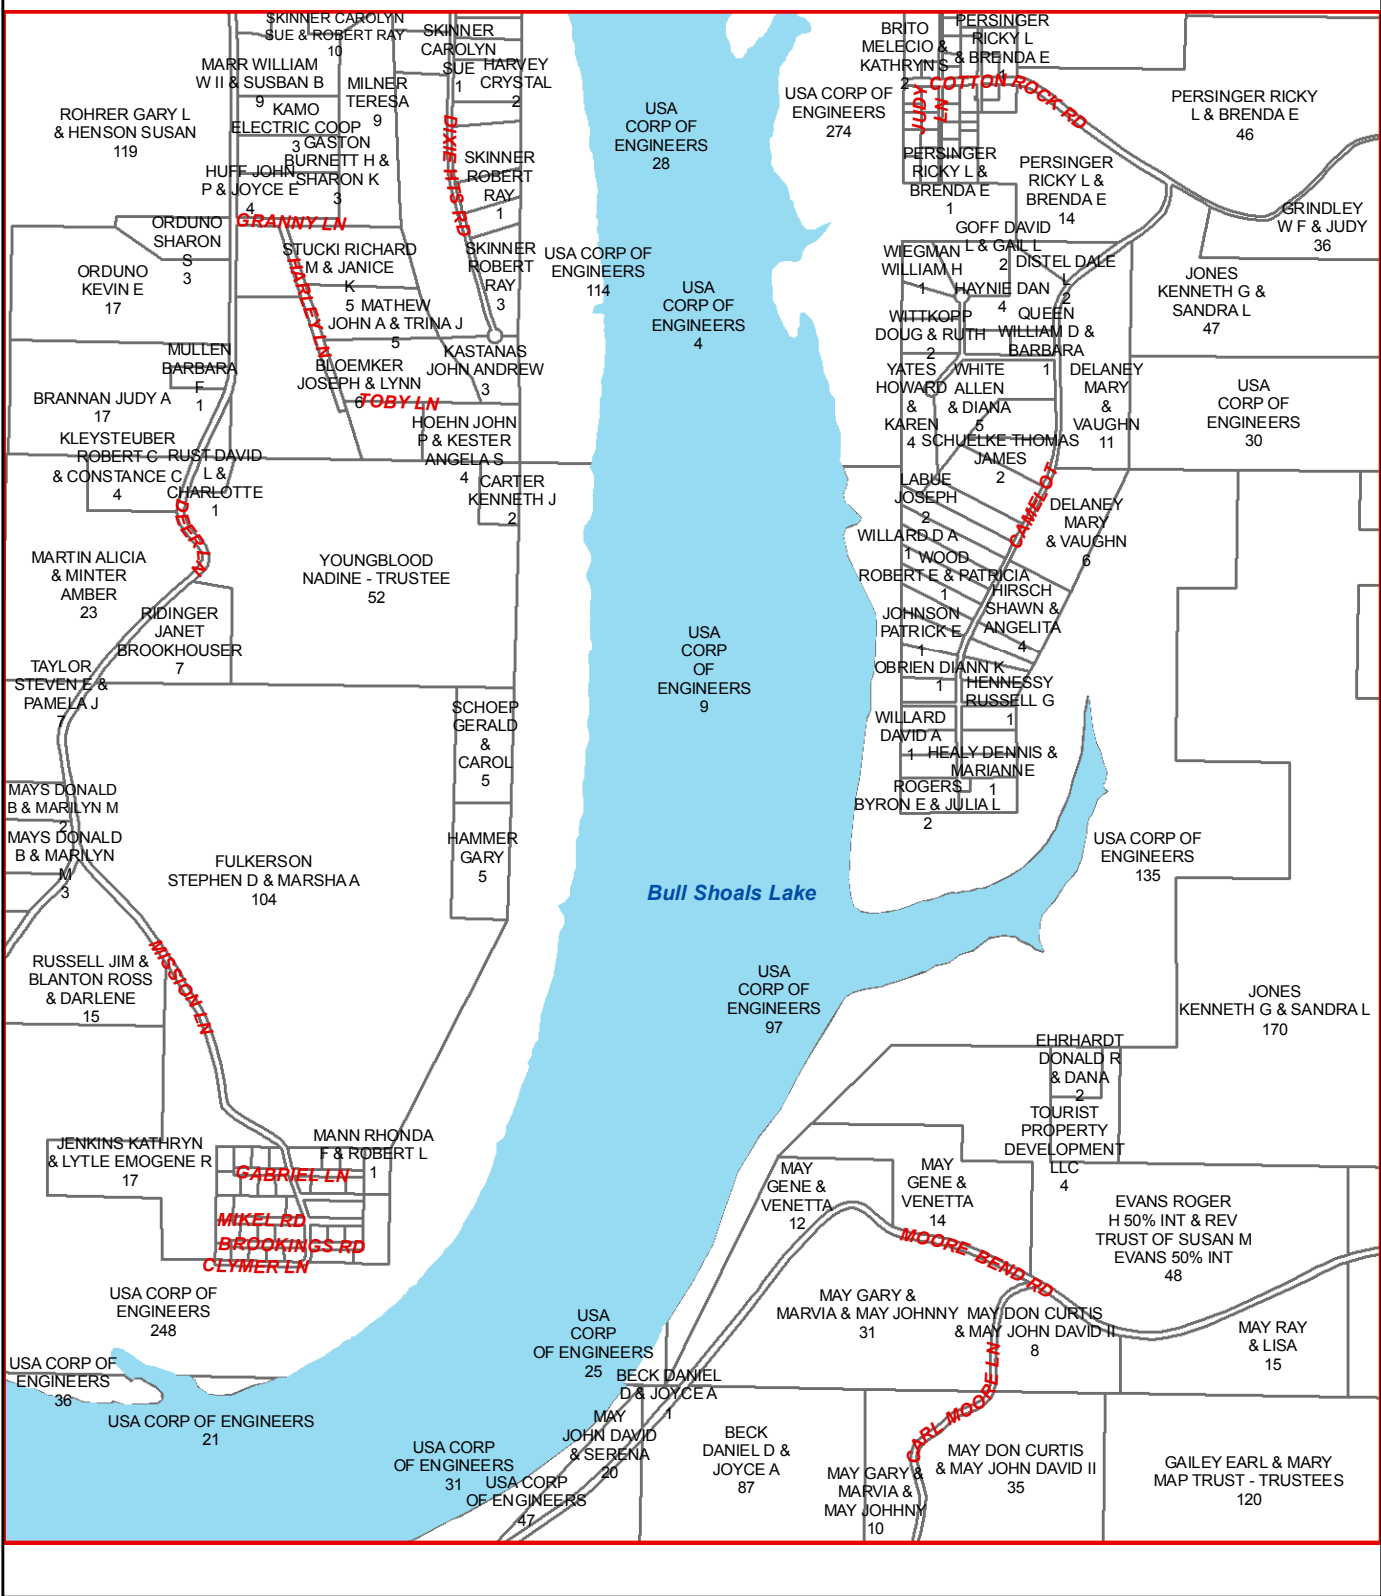 SKINNER CAROLYN
SUE & ROBERT RAY
10
MARR WILLIAM
W II & SUSBAN B
9
KAMO
ELECTRIC COOP
3
MILNER
TERESA
9
SKINNER
CAROLYN
SUE
1
HARVEY
CRYSTAL
2
ROHRER GARY L
& HENSON SUSAN
119
GASTON
BURNETT H &
SHARON K
3
HUFF JOHN
P & JOYCE E
4
DIXIE HTS RD
SKINNER
ROBERT
RAY
1
GRANNY LN
ORDUNO
SHARON
S
3
ORDUNO
KEVIN E
17
HARLEY LN
STUCKI RICHARD
M & JANICE
K
5
MATHEW
JOHN A & TRINA J
5
SKINNER
ROBERT
RAY
3
USA CORP OF
ENGINEERS
114
MULLEN
BARBARA
F
1
BRANNAN JUDY A
17
BLOEMKER
JOSEPH & LYNN
6
TOBY LN
KASTANAS
JOHN ANDREW
3
HOEHN JOHN
P & KESTER
ANGELA S
4
KLEYSTEUBER
ROBERT C
& CONSTANCE C
4
RUST DAVID
L &
CHARLOTTE
1
CARTER
KENNETH J
2
DEER LN
MARTIN ALICIA
& MINTER
AMBER
23
YOUNGBLOOD
NADINE - TRUSTEE
52
RIDINGER
JANET
BROOKHOUSER
7
TAYLOR
STEVEN E &
PAMELA J
7
SCHOEP
GERALD
&
CAROL
5
MAYS DONALD
B & MARILYN M
2
MAYS DONALD
B & MARILYN
M
3
HAMMER
GARY
5
FULKERSON
STEPHEN D & MARSHA A
104
RUSSELL JIM &
BLANTON ROSS
& DARLENE
15
MISSION LN
JENKINS KATHRYN
& LYTLE EMOGENE R
17
MANN RHONDA
F & ROBERT L
1
GABRIEL LN
MIKEL RD
BROOKINGS RD
CLYMER LN
USA CORP OF
ENGINEERS
248
USA CORP OF
ENGINEERS
36
USA CORP OF ENGINEERS
21
USA
CORP OF
ENGINEERS
28
USA
CORP OF
ENGINEERS
4
USA
CORP
OF
ENGINEERS
9
Bull Shoals Lake
USA
CORP OF
ENGINEERS
97
USA
CORP
OF ENGINEERS
25
USA CORP
OF ENGINEERS
31
USA CORP
OF ENGINEERS
47
BRITO
MELECIO &
KATHRYN S
2
PERSINGER
RICKY L
& BRENDA E
1
USA CORP OF
ENGINEERS
274
JUDY
LN
COTTON ROCK RD
PERSINGER RICKY
L & BRENDA E
46
PERSINGER
RICKY L &
BRENDA E
1
PERSINGER
RICKY L &
BRENDA E
14
GRINDLEY
W F & JUDY
36
GOFF DAVID
L & GAIL L
2
WIEGMAN
WILLIAM H
1
DISTEL DALE
L
2
HAYNIE DAN
4
JONES
KENNETH G &
SANDRA L
47
WITTKOPP
DOUG & RUTH
2
QUEEN
WILLIAM D &
BARBARA
1
YATES
HOWARD
&
KAREN
4
WHITE
ALLEN
& DIANA
5
DELANEY
MARY
&
VAUGHN
11
USA
CORP OF
ENGINEERS
30
SCHUELKE THOMAS
JAMES
2
LABUE
JOSEPH
2
CAMELOT
DELANEY
MARY
& VAUGHN
6
WILLARD D A
1
WOOD
ROBERT E & PATRICIA
1
HIRSCH
SHAWN &
ANGELITA
4
JOHNSON
PATRICK E
1
OBRIEN DIANN K
1
HENNESSY
RUSSELL G
1
WILLARD
DAVID A
1
HEALY DENNIS &
MARIANNE
1
ROGERS
BYRON E & JULIA L
2
USA CORP OF
ENGINEERS
135
JONES
KENNETH G & SANDRA L
170
EHRHARDT
DONALD R
& DANA
2
TOURIST
PROPERTY
DEVELOPMENT
LLC
4
MAY
GENE &
VENETTA
12
MAY
GENE &
VENETTA
14
EVANS ROGER
H 50% INT & REV
TRUST OF SUSAN M
EVANS 50% INT
48
MOORE BEND RD
MAY GARY &
MARVIA & MAY JOHNNY
31
MAY DON CURTIS
& MAY JOHN DAVID II
8
MAY RAY
& LISA
15
CARL MOORE LN
BECK DANIEL
D & JOYCE A
1
MAY
JOHN DAVID
& SERENA
20
BECK
DANIEL D &
JOYCE A
87
MAY GARY &
MARVIA &
MAY JOHHNY
10
MAY DON CURTIS
& MAY JOHN DAVID II
35
GAILEY EARL & MARY
MAP TRUST - TRUSTEES
120